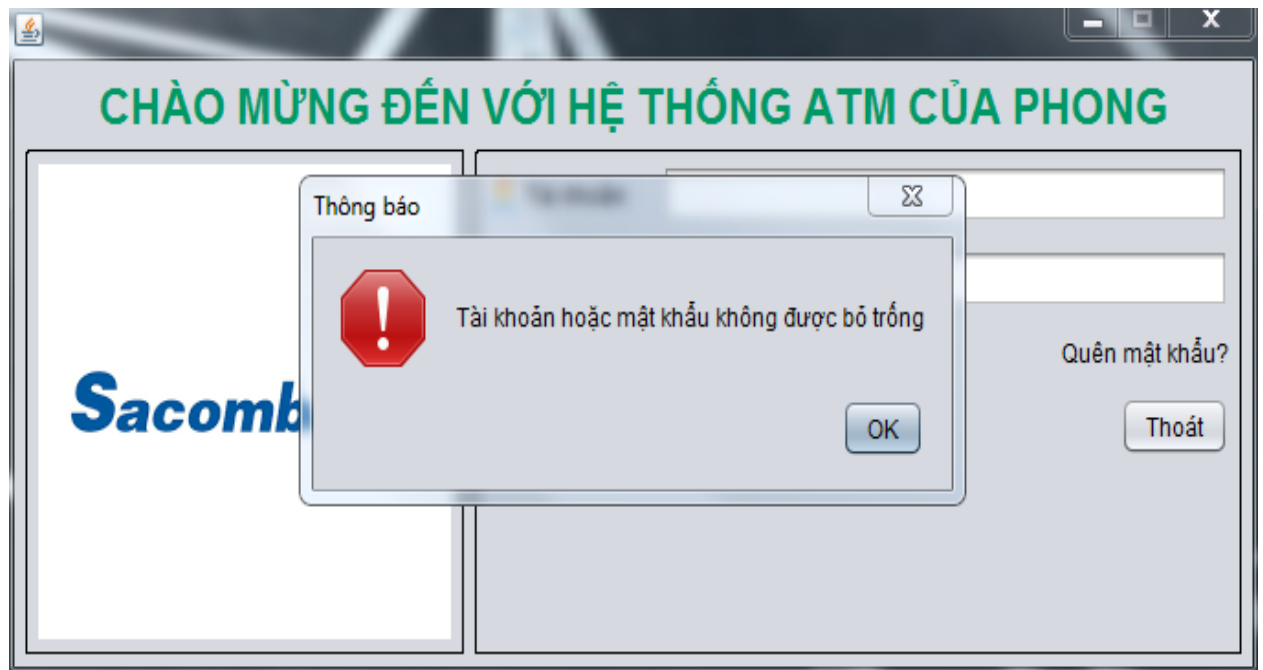 CHÀO MỪNG ĐẾN VỚI HỆ THỐNG ATM CỦA PHONG
Thông báo
Tài khoản hoặc mật khẩu không được bỏ trống
OK
Sacomb
Quên mật khẩu?
Thoát